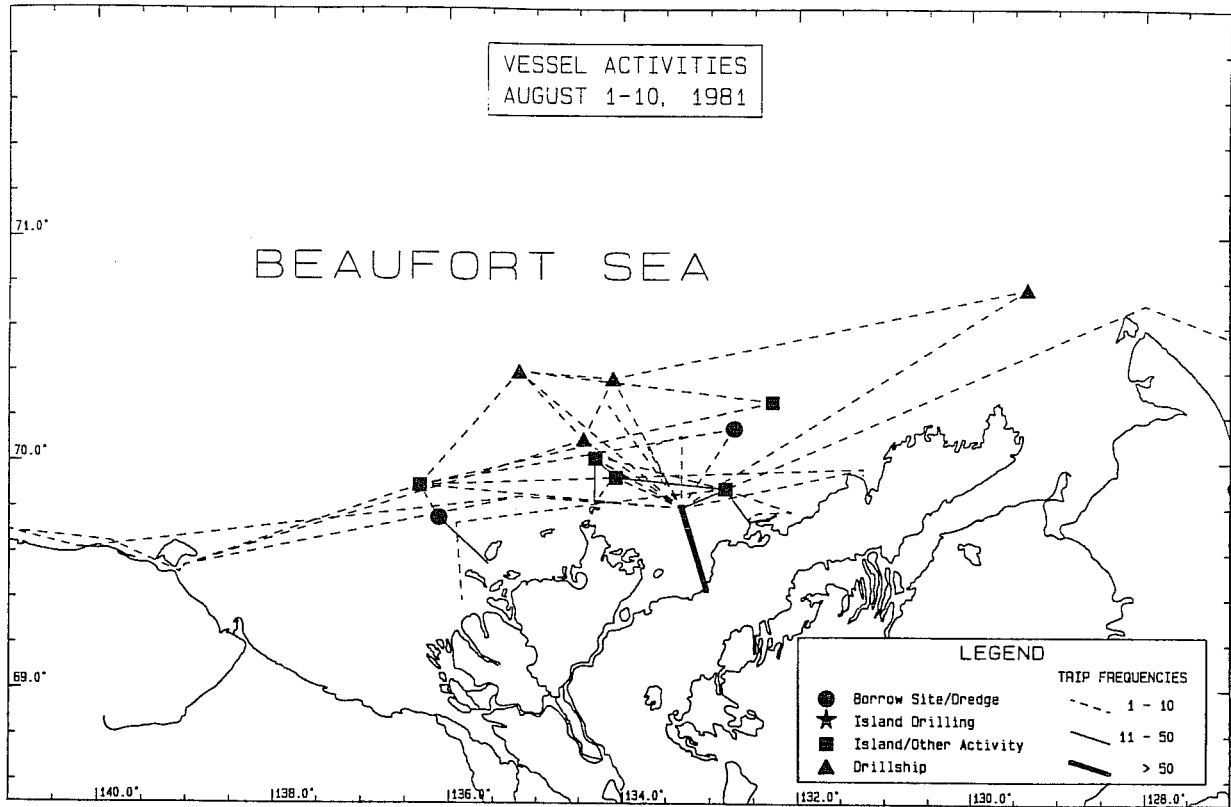 VESSEL ACTIVITIES
AUGUST 1-10, 1981
71.0°
BEAUFORT SEA
70.0°
69.0°
LEGEND
TRIP FREQUENCIES
Borrow Site/Dredge
1 - 10
Island Drilling
11 - 50
Island/Other Activity
> 50
Drillship
140.0° 138.0° 136.0° 134.0° 132.0° 130.0° 128.0°